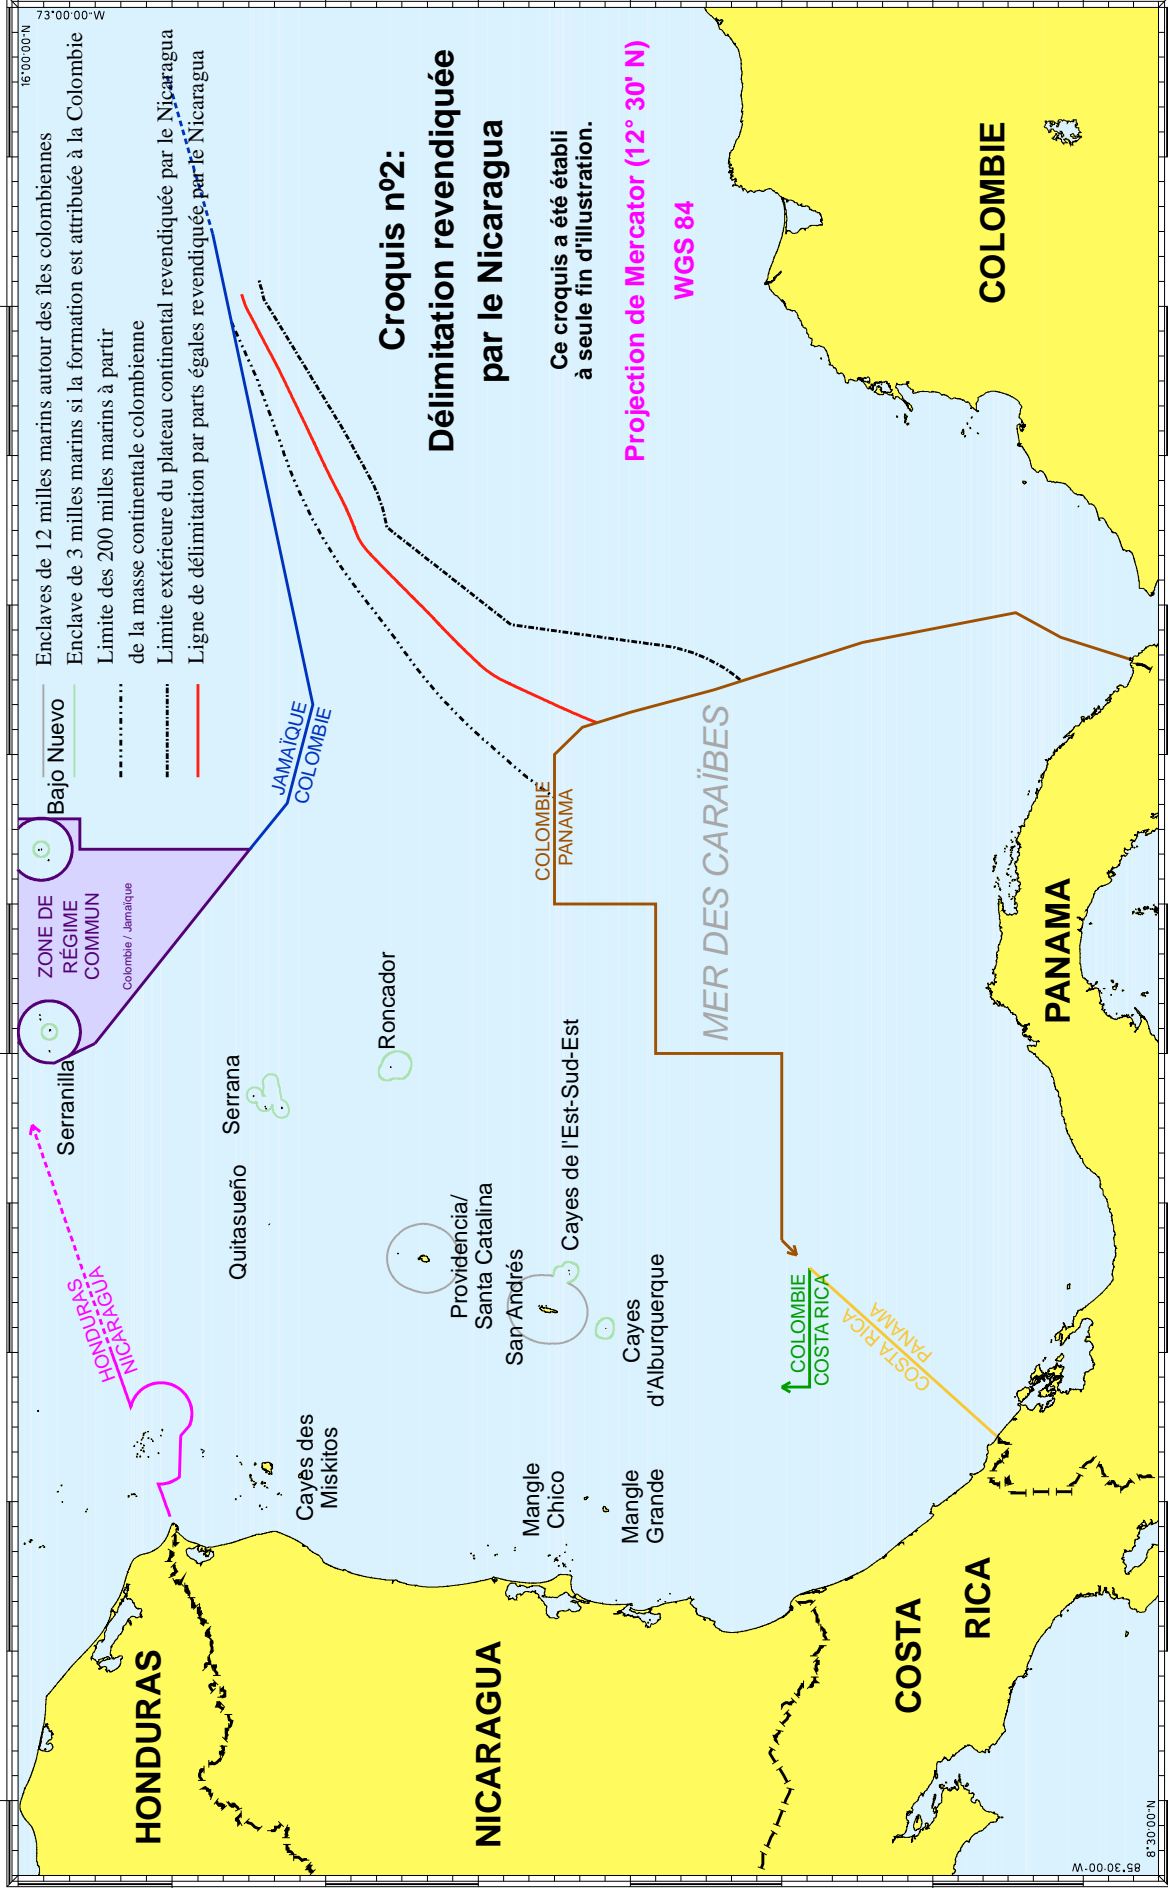 16°00'00"N
73°00'00"W
Enclaves de 12 milles marins autour des îles colombiennes
Enclave de 3 milles marins si la formation est attribuée à la Colombie
Limite des 200 milles marins à partir
de la masse continentale colombienne
Limite extérieure du plateau continental revendiquée par le Nicaragua
Ligne de délimitation par parts égales revendiquée par le Nicaragua
Croquis nº2:
Délimitation revendiquée
par le Nicaragua
Ce croquis a été établi
à seule fin d'illustration.
Projection de Mercator (12° 30' N)
WGS 84
Bajo Nuevo
ZONE DE
RÉGIME
COMMUN
Colombie / Jamaïque
Serranilla
JAMAÏQUE
COLOMBIE
HONDURAS
NICARAGUA
Serrana
Quitasueño
Roncador
Providencia/
Santa Catalina
San Andrés
Cayes de l'Est-Sud-Est
Cayes
d'Alburquerque
Cayes des
Miskitos
Mangle
Chico
Mangle
Grande
COLOMBIE
PANAMA
MER DES CARAÏBES
COLOMBIE
COSTA RICA
COSTA RICA
PANAMA
HONDURAS
NICARAGUA
COSTA
RICA
PANAMA
COLOMBIE
8°30'00"N
85°30'00"W